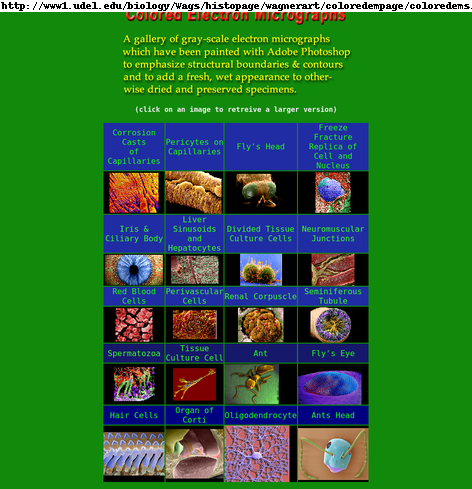 http://www1.udel.edu/biology/Wags/histopage/wagnerart/coloredempage/coloredems.
Colored Electron Micrographs
A gallery of gray-scale electron micrographs
which have been painted with Adobe Photoshop
to emphasize structural boundaries & contours
and to add a fresh, wet appearance to other-
wise dried and preserved specimens.
(click on an image to retreive a larger version)
Corrosion Casts of Capillaries
Pericytes on Capillaries
Fly's Head
Freeze Fracture Replica of Cell and Nucleus
Iris & Ciliary Body
Liver Sinusoids and Hepatocytes
Divided Tissue Culture Cells
Neuromuscular Junctions
Red Blood Cells
Perivascular Cells
Renal Corpuscle
Seminiferous Tubule
Spermatozoa
Tissue Culture Cell
Ant
Fly's Eye
Hair Cells
Organ of Corti
Oligodendrocyte
Ants Head